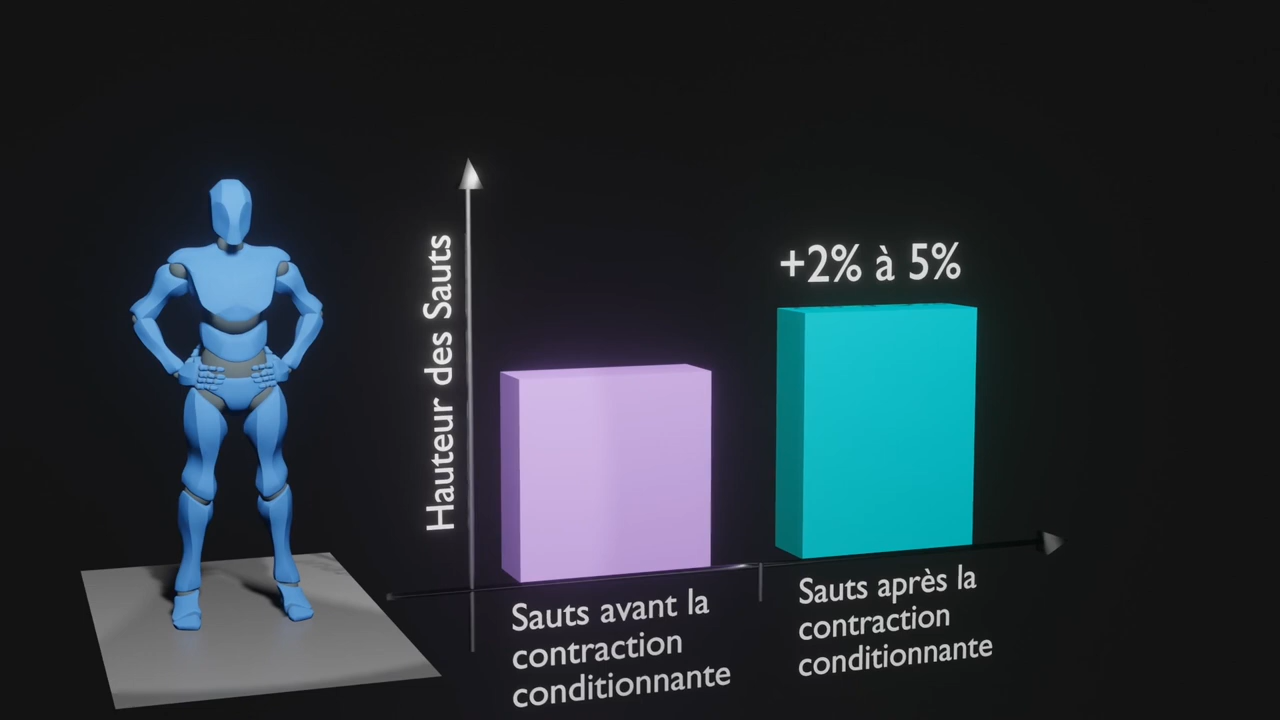 Hauteur des Sauts
+2% à 5%
Sauts avant la
contraction
conditionnante
Sauts après la
contraction
conditionnante